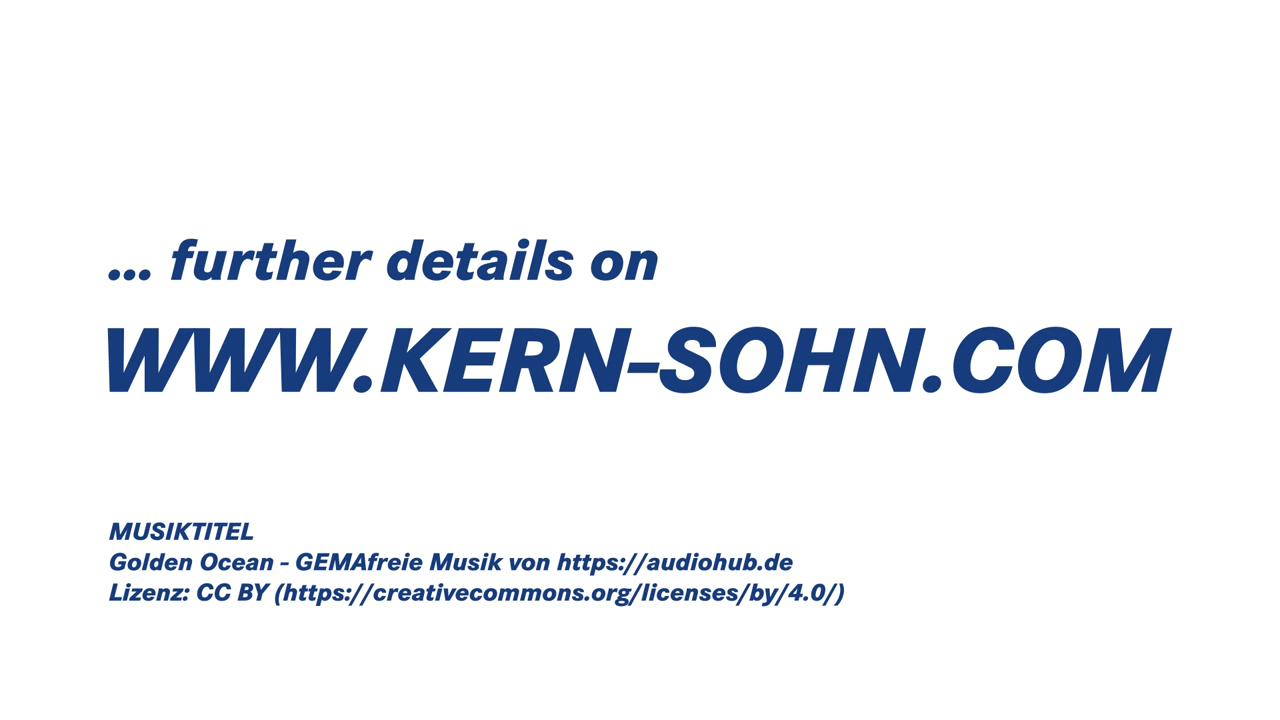 ... further details on
WWW.KERN-SOHN.COM
MUSIKTITEL
Golden Ocean - GEMAfreie Musik von https://audiohub.de
Lizenz: CC BY (https://creativecommons.org/licenses/by/4.0/)